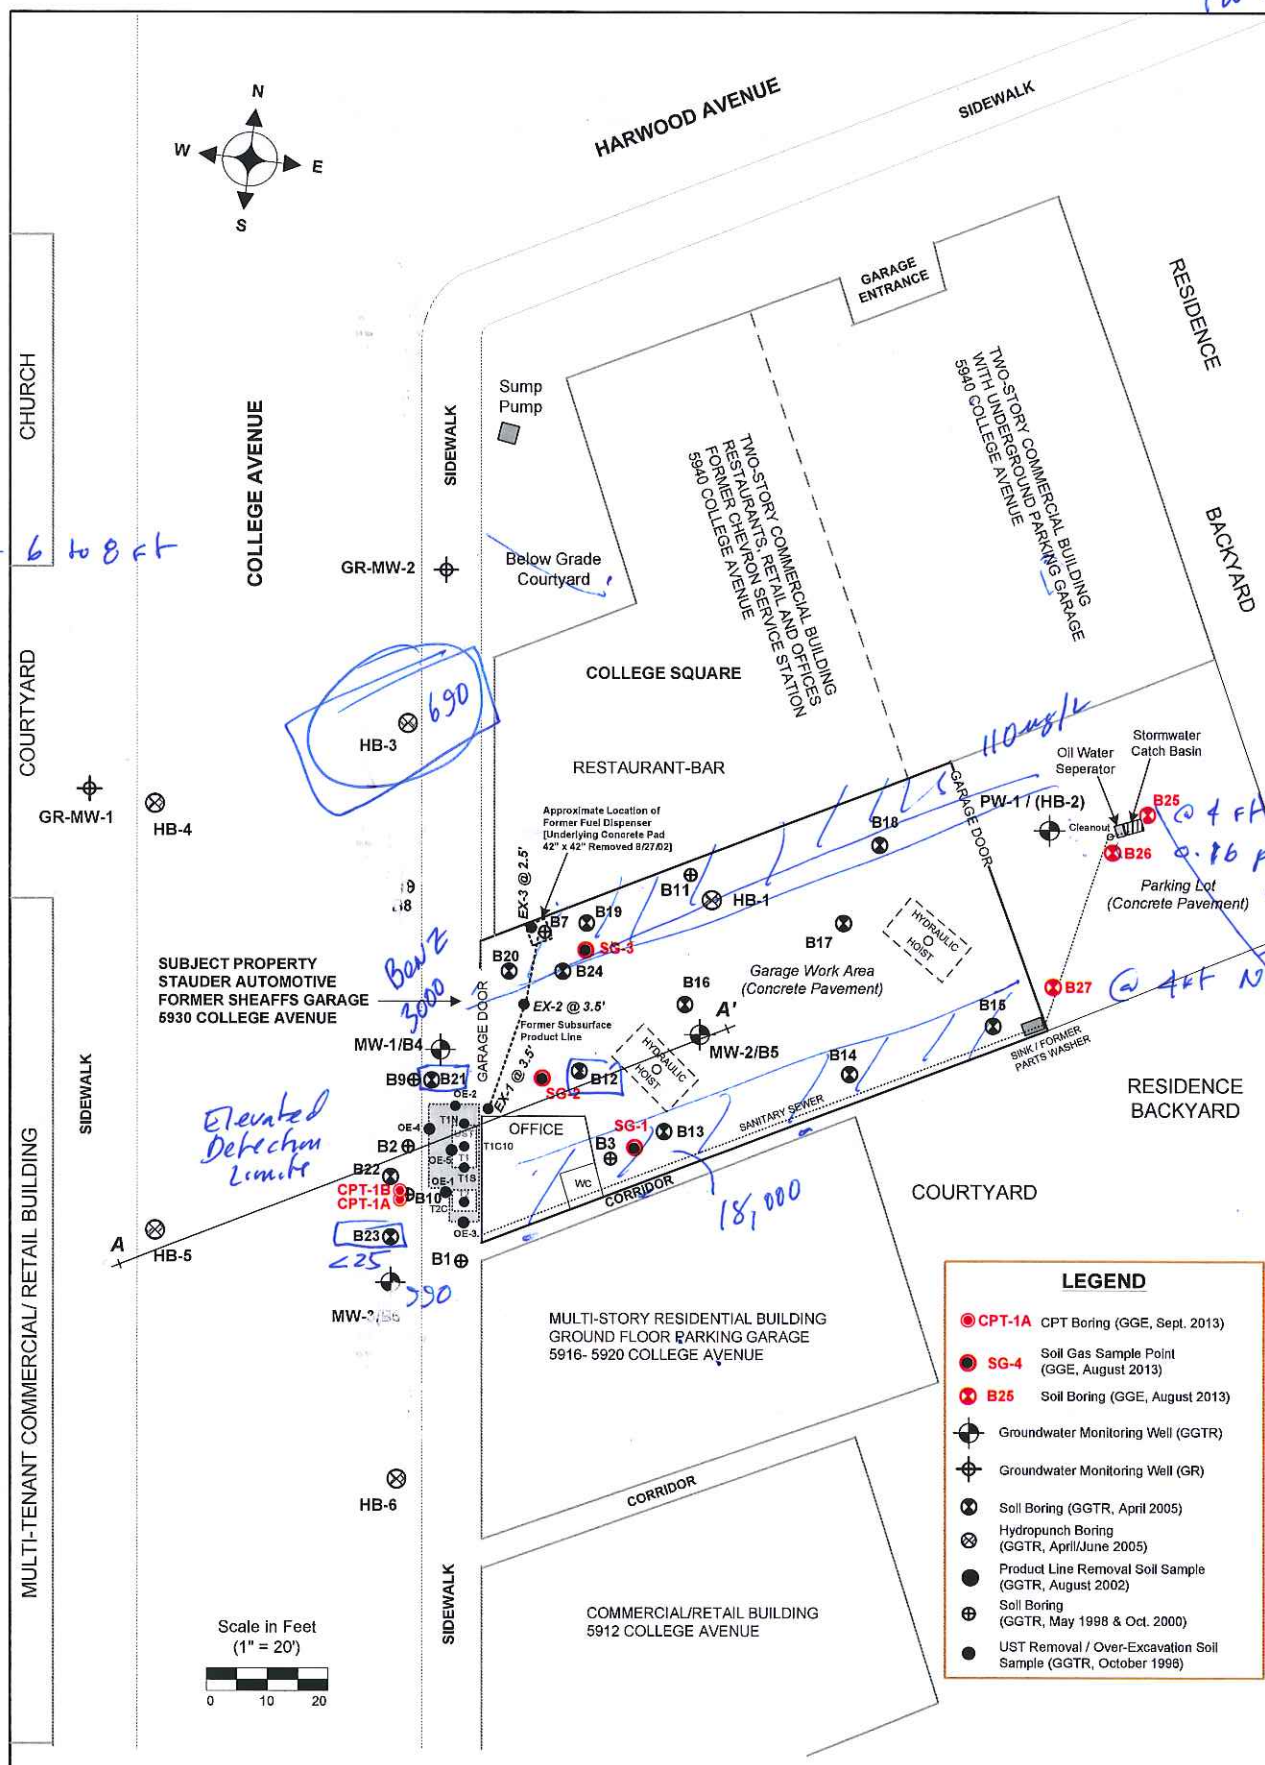 HARWOOD AVENUE
SIDEWALK
N
W
E
S
CHURCH
COLLEGE AVENUE
SIDEWALK
Sump
Pump
GARAGE
ENTRANCE
RESIDENCE
BACKYARD
TWO-STORY COMMERCIAL BUILDING
WITH UNDERGROUND PARKING GARAGE
5940 COLLEGE AVENUE
TWO-STORY COMMERCIAL BUILDING
RESTAURANTS, RETAIL AND OFFICES
FORMER CHEVRON SERVICE STATION
5940 COLLEGE AVENUE
6 to 8 ft
GR-MW-2
Below Grade
Courtyard
COURTYARD
COLLEGE SQUARE
690
HB-3
GR-MW-1
HB-4
RESTAURANT-BAR
110 ug/L
Oil Water
Seperator
Stormwater
Catch Basin
PW-1 / (HB-2)
Cleanout
B25
@ 4 ft
B26
0.16
Parking Lot
(Concrete Pavement)
GARAGE DOOR
Approximate Location of
Former Fuel Dispenser
[Underlying Concrete Pad
42" x 42" Removed 8/27/02]
EX-3 @ 2.5'
B18
B11
HB-1
B7
B19
SG-3
B20
B24
B17
HYDRAULIC
HOIST
Garage Work Area
(Concrete Pavement)
B27
@ 4 ft N
SUBJECT PROPERTY
STAUDER AUTOMOTIVE
FORMER SHEAFFS GARAGE
5930 COLLEGE AVENUE
BENZ
3000
GARAGE DOOR
EX-2 @ 3.5'
Former Subsurface
Product Line
EX-1 @ 3.5'
B16
A'
MW-2/B5
HYDRAULIC
HOIST
B15
SINK / FORMER
PARTS WASHER
B14
MW-1/B4
B9
B21
SG-2
B12
SIDEWALK
RESIDENCE
BACKYARD
Elevated
Detection
Limits
OE-2
OE-4
T1N
T1C10
B2
OE-5
T1
T1S
OFFICE
SG-1
B13
B3
WC
SANITARY SEWER
CORRIDOR
18,000
COURTYARD
B22
CPT-1B
CPT-1A
B10
OE-1
T2C
OE-3
B23
<25
B1
A
HB-5
MW-3/B6
MULTI-TENANT COMMERCIAL/ RETAIL BUILDING
MULTI-STORY RESIDENTIAL BUILDING
GROUND FLOOR PARKING GARAGE
5916- 5920 COLLEGE AVENUE
HB-6
CORRIDOR
SIDEWALK
COMMERCIAL/RETAIL BUILDING
5912 COLLEGE AVENUE
Scale in Feet
(1" = 20')
0 10 20
LEGEND
CPT-1A CPT Boring (GGE, Sept. 2013)
SG-4 Soil Gas Sample Point
(GGE, August 2013)
B25 Soil Boring (GGE, August 2013)
Groundwater Monitoring Well (GGTR)
Groundwater Monitoring Well (GR)
Soil Boring (GGTR, April 2005)
Hydropunch Boring
(GGTR, April/June 2005)
Product Line Removal Soil Sample
(GGTR, August 2002)
Soil Boring
(GGTR, May 1998 & Oct. 2000)
UST Removal / Over-Excavation Soil
Sample (GGTR, October 1996)